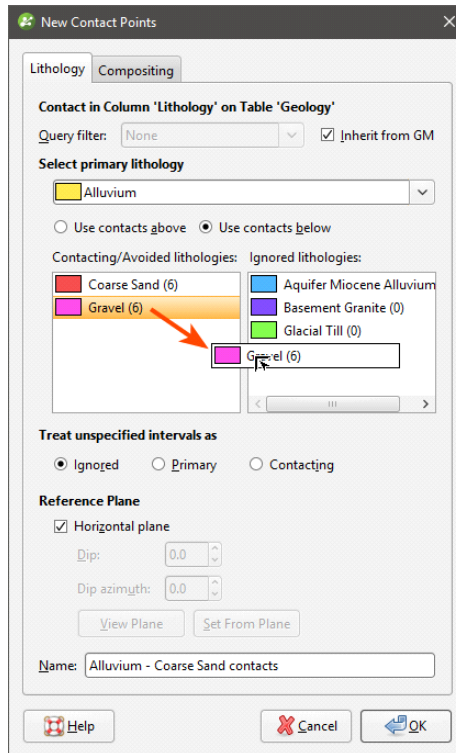 New Contact Points
Lithology Compositing
Contact in Column 'Lithology' on Table 'Geology'
Query filter: None Inherit from GM
Select primary lithology
Alluvium
Use contacts above Use contacts below
Contacting/Avoided lithologies: Ignored lithologies:
Coarse Sand (6) Aquifer Miocene Alluvium
Gravel (6) Basement Granite (0)
Glacial Till (0)
Gravel (6)
Treat unspecified intervals as
Ignored Primary Contacting
Reference Plane
Horizontal plane
Dip: 0.0
Dip azimuth: 0.0
View Plane Set From Plane
Name: Alluvium - Coarse Sand contacts
Help Cancel OK